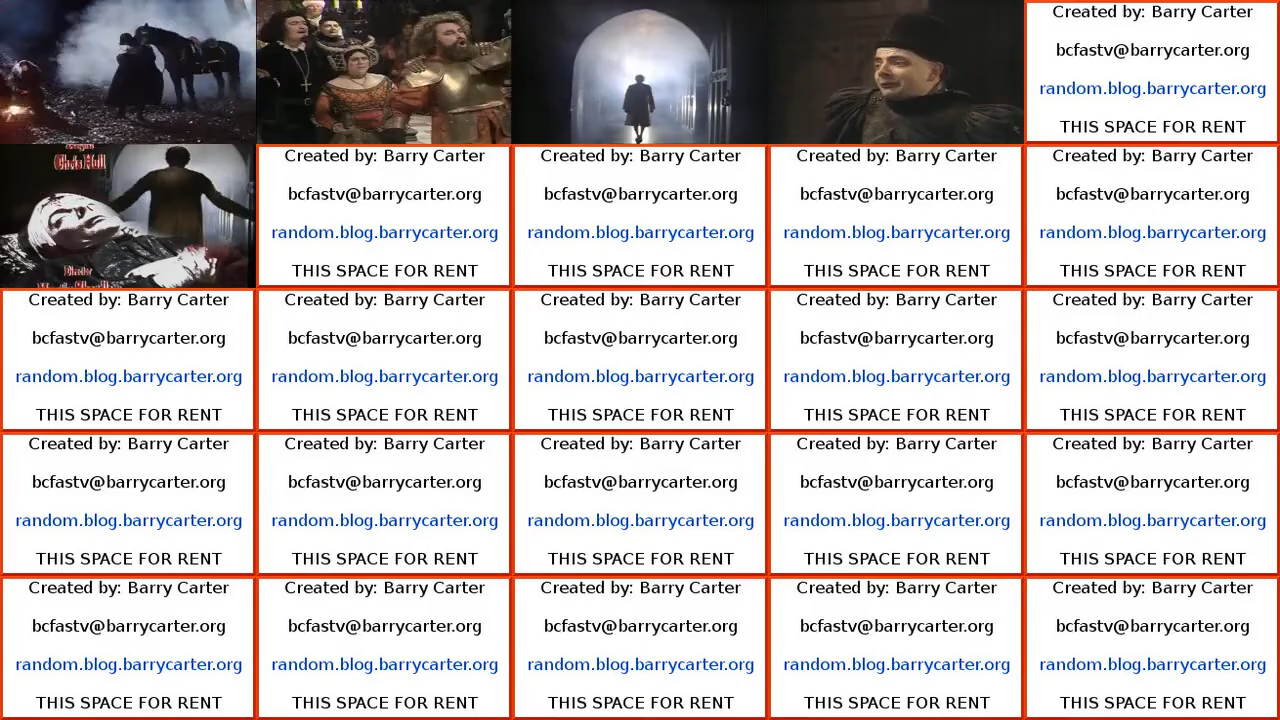 Created by: Barry Carter
bcfastv@barrycarter.org
random.blog.barrycarter.org
THIS SPACE FOR RENT
Chris Hull
Director
Created by: Barry Carter
bcfastv@barrycarter.org
random.blog.barrycarter.org
THIS SPACE FOR RENT
Created by: Barry Carter
bcfastv@barrycarter.org
random.blog.barrycarter.org
THIS SPACE FOR RENT
Created by: Barry Carter
bcfastv@barrycarter.org
random.blog.barrycarter.org
THIS SPACE FOR RENT
Created by: Barry Carter
bcfastv@barrycarter.org
random.blog.barrycarter.org
THIS SPACE FOR RENT
Created by: Barry Carter
bcfastv@barrycarter.org
random.blog.barrycarter.org
THIS SPACE FOR RENT
Created by: Barry Carter
bcfastv@barrycarter.org
random.blog.barrycarter.org
THIS SPACE FOR RENT
Created by: Barry Carter
bcfastv@barrycarter.org
random.blog.barrycarter.org
THIS SPACE FOR RENT
Created by: Barry Carter
bcfastv@barrycarter.org
random.blog.barrycarter.org
THIS SPACE FOR RENT
Created by: Barry Carter
bcfastv@barrycarter.org
random.blog.barrycarter.org
THIS SPACE FOR RENT
Created by: Barry Carter
bcfastv@barrycarter.org
random.blog.barrycarter.org
THIS SPACE FOR RENT
Created by: Barry Carter
bcfastv@barrycarter.org
random.blog.barrycarter.org
THIS SPACE FOR RENT
Created by: Barry Carter
bcfastv@barrycarter.org
random.blog.barrycarter.org
THIS SPACE FOR RENT
Created by: Barry Carter
bcfastv@barrycarter.org
random.blog.barrycarter.org
THIS SPACE FOR RENT
Created by: Barry Carter
bcfastv@barrycarter.org
random.blog.barrycarter.org
THIS SPACE FOR RENT
Created by: Barry Carter
bcfastv@barrycarter.org
random.blog.barrycarter.org
THIS SPACE FOR RENT
Created by: Barry Carter
bcfastv@barrycarter.org
random.blog.barrycarter.org
THIS SPACE FOR RENT
Created by: Barry Carter
bcfastv@barrycarter.org
random.blog.barrycarter.org
THIS SPACE FOR RENT
Created by: Barry Carter
bcfastv@barrycarter.org
random.blog.barrycarter.org
THIS SPACE FOR RENT
Created by: Barry Carter
bcfastv@barrycarter.org
random.blog.barrycarter.org
THIS SPACE FOR RENT